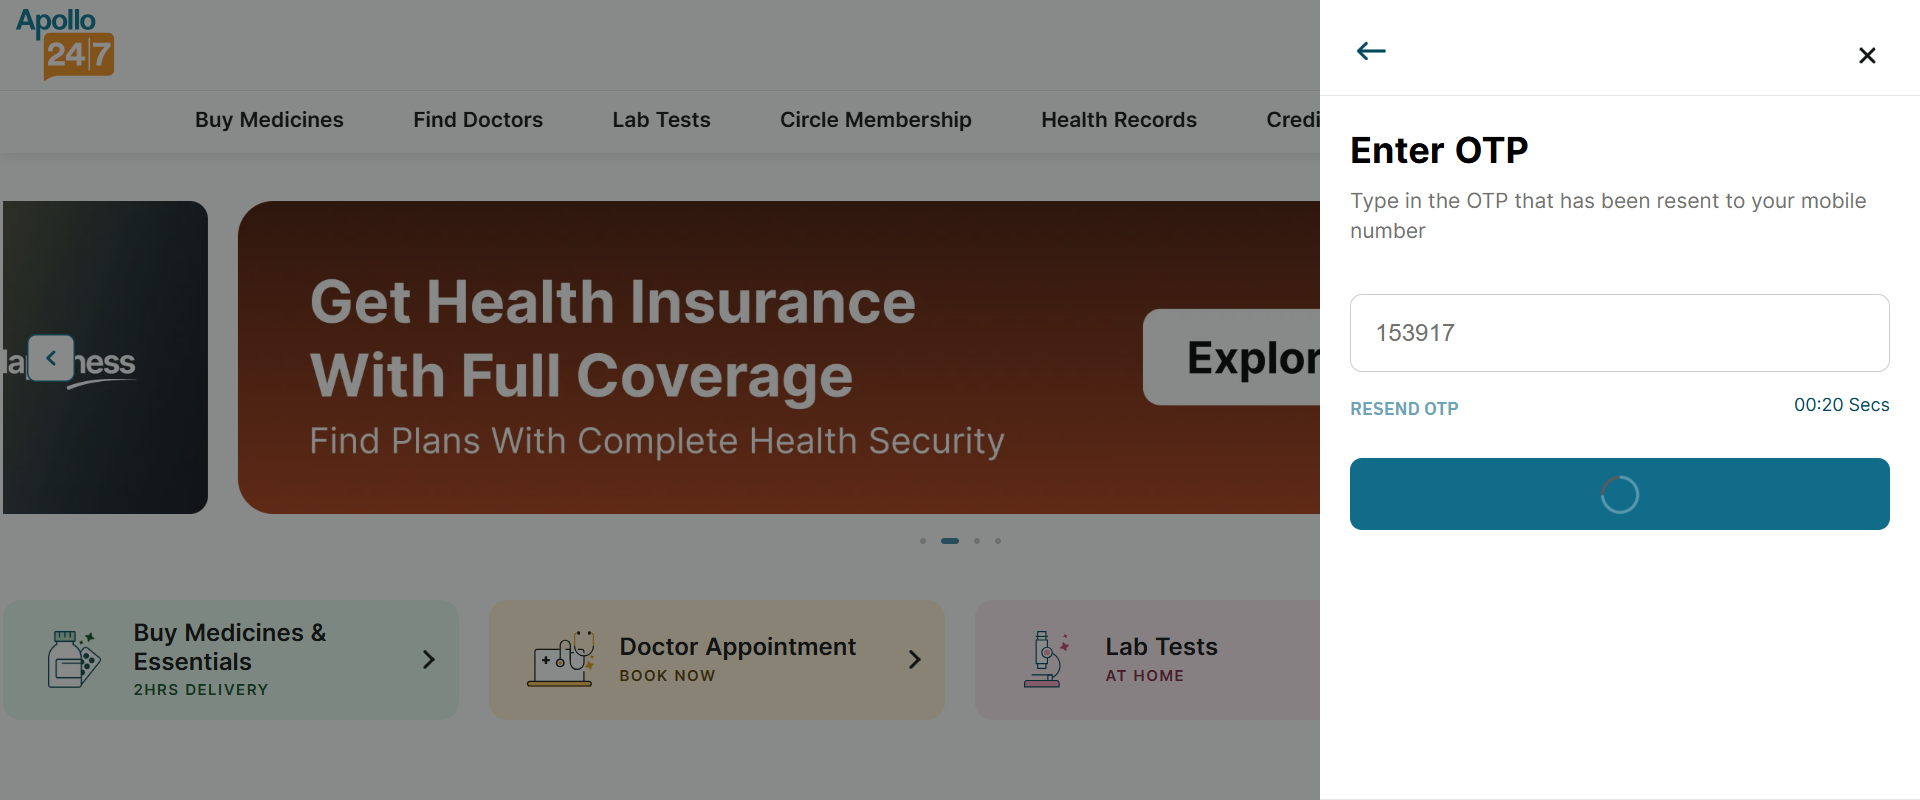 Apollo
24|7
Buy Medicines
Find Doctors
Lab Tests
Circle Membership
Health Records
Credi
ness
Get Health Insurance
With Full Coverage
Find Plans With Complete Health Security
Explor
Buy Medicines &
Essentials
2HRS DELIVERY
Doctor Appointment
BOOK NOW
Lab Tests
AT HOME
Enter OTP
Type in the OTP that has been resent to your mobile
number
153917
RESEND OTP
00:20 Secs